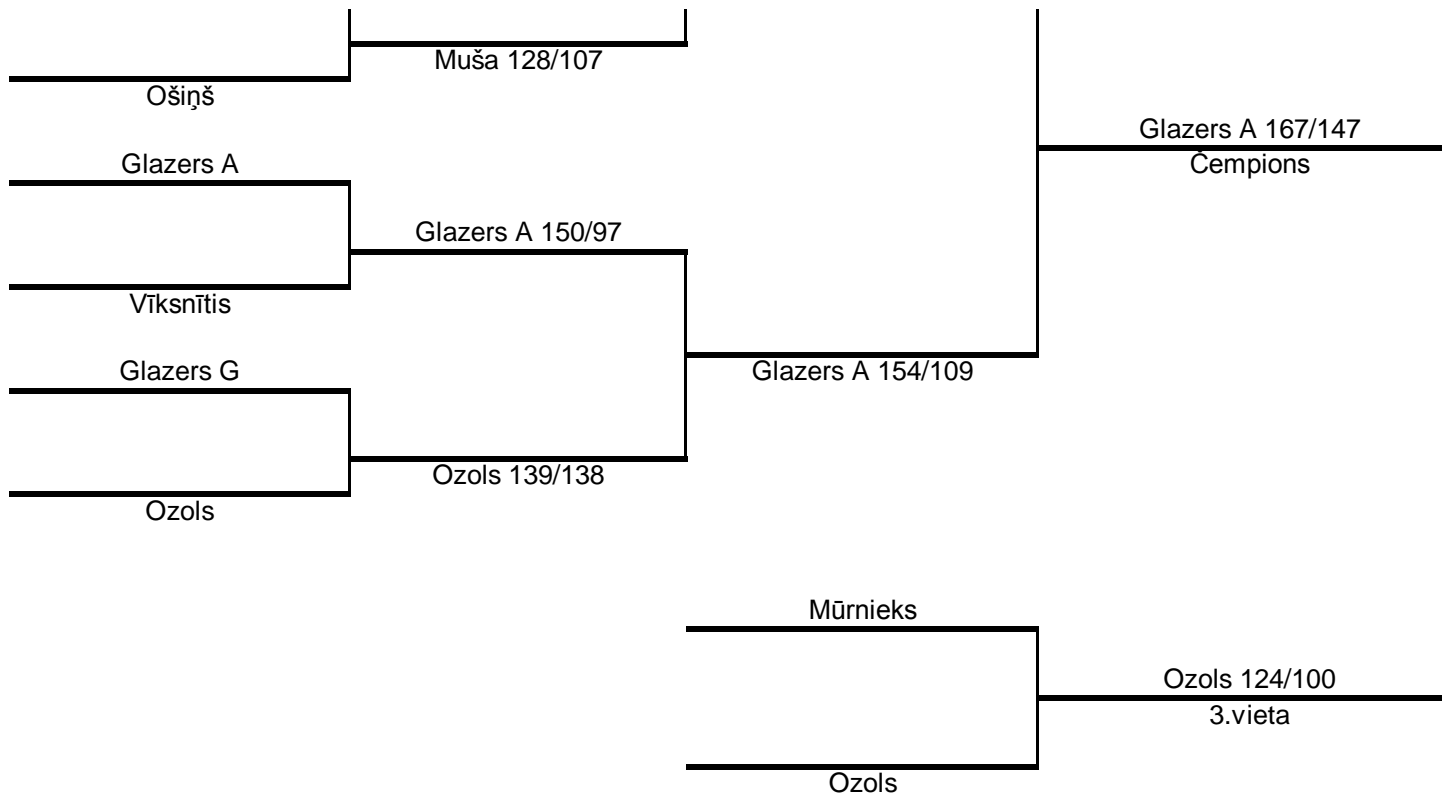 Muša 128/107
Ošiņš
Glazers A 167/147
Čempions
Glazers A
Glazers A 150/97
Vīksnītis
Glazers G
Glazers A 154/109
Ozols 139/138
Ozols
Mūrnieks
Ozols 124/100
3.vieta
Ozols